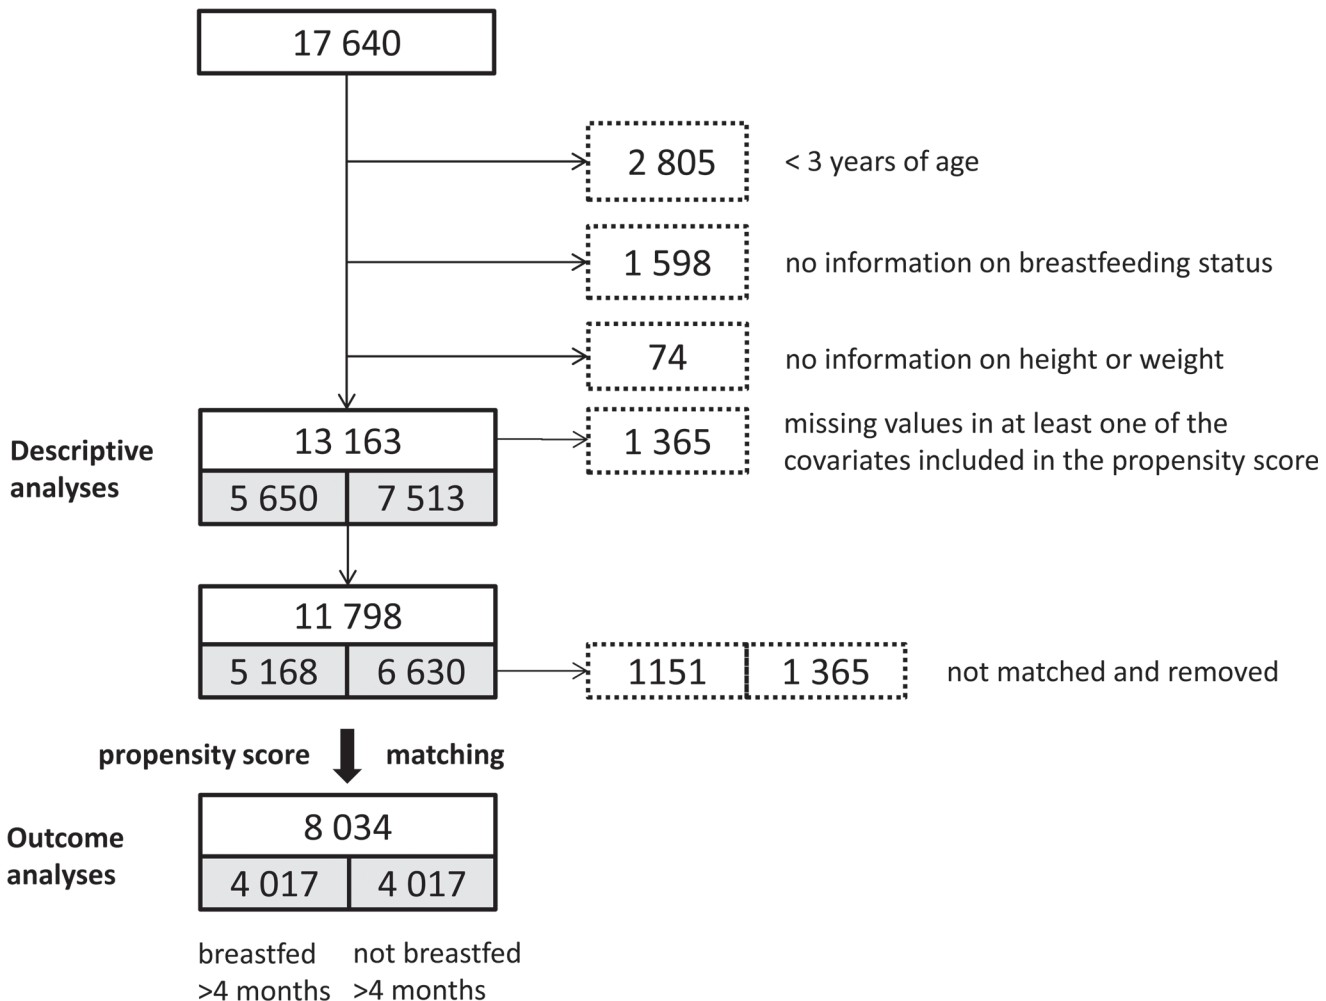 17 640
2 805
< 3 years of age
1 598
no information on breastfeeding status
74
no information on height or weight
Descriptive
analyses
13 163
5 650 7 513
1 365
missing values in at least one of the
covariates included in the propensity score
11 798
5 168 6 630
1151 1 365
not matched and removed
propensity score matching
Outcome
analyses
8 034
4 017 4 017
breastfed
>4 months
not breastfed
>4 months